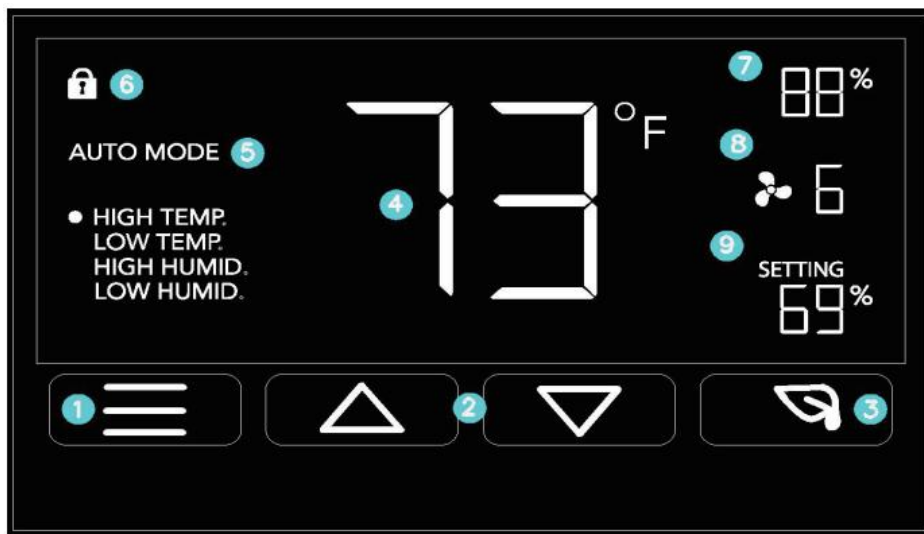 6
AUTO MODE 5
HIGH TEMP.
LOW TEMP.
HIGH HUMID.
LOW HUMID.
4
73°F
7
88%
8
6
9
SETTING
69%
1
2
3